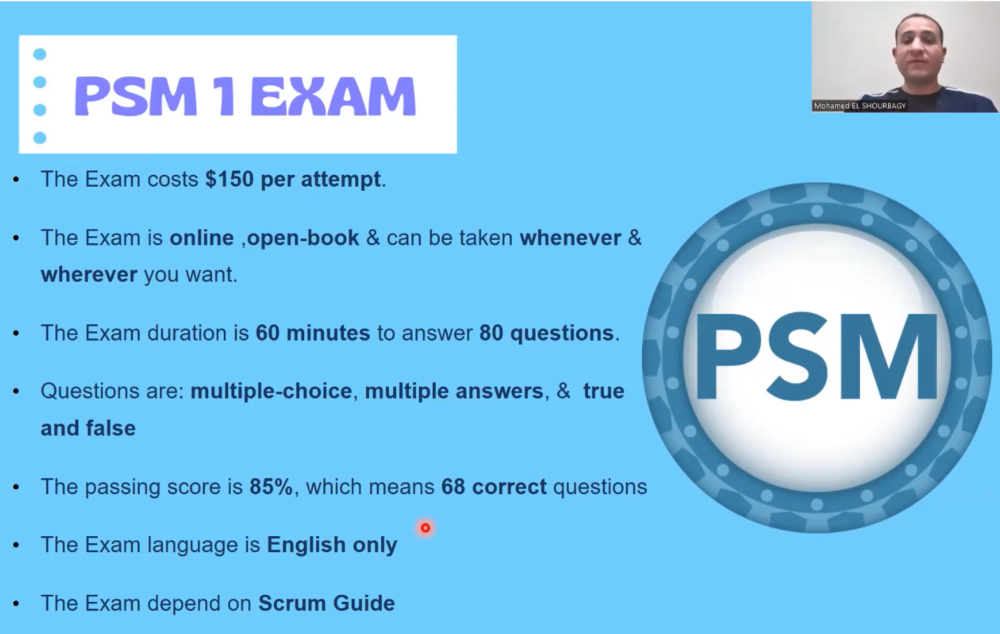 PSM 1 EXAM
Mohamed EL SHOURBAGY
• The Exam costs $150 per attempt.
• The Exam is online ,open-book & can be taken whenever &
wherever you want.
• The Exam duration is 60 minutes to answer 80 questions.
• Questions are: multiple-choice, multiple answers, & true
and false
• The passing score is 85%, which means 68 correct questions
• The Exam language is English only
• The Exam depend on Scrum Guide
PSM